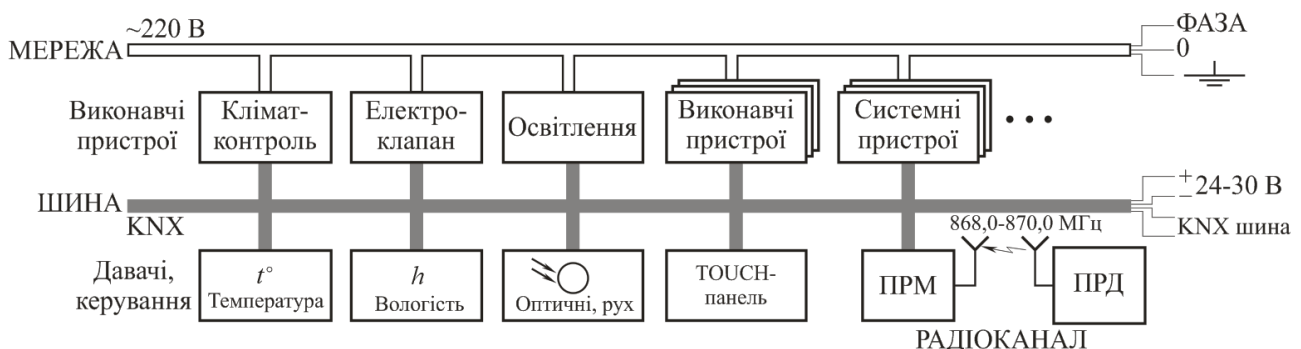 ~220 В
МЕРЕЖА
ФАЗА
0
Виконавчі
пристрої
Клімат-
контроль
Електро-
клапан
Освітлення
Виконавчі
пристрої
Системні
пристрої
ШИНА
KNX
+
−
24-30 В
KNX шина
868,0-870,0 МГц
Давачі,
керування
t°
Температура
h
Вологість
Оптичні, рух
TOUCH-
панель
ПРМ
ПРД
РАДІОКАНАЛ